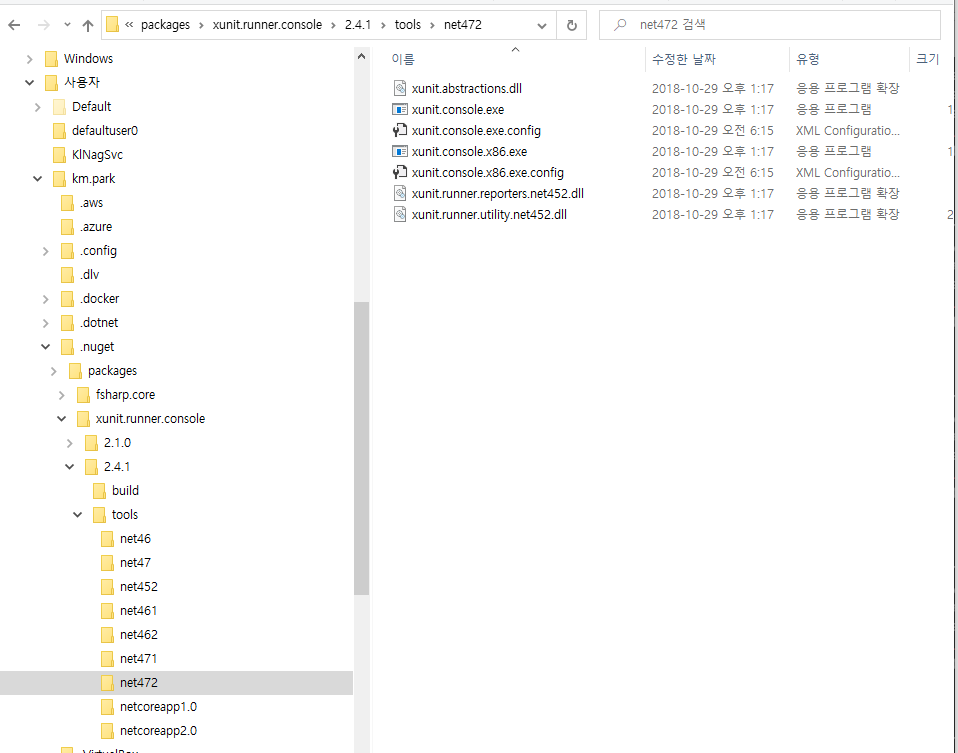 « packages › xunit.runner.console › 2.4.1 › tools › net472
net472 검색
Windows
사용자
Default
defaultuser0
KlNagSvc
km.park
.aws
.azure
.config
.dlv
.docker
.dotnet
.nuget
packages
fsharp.core
xunit.runner.console
2.1.0
2.4.1
build
tools
net46
net47
net452
net461
net462
net471
net472
netcoreapp1.0
netcoreapp2.0
이름 수정한 날짜 유형 크기
xunit.abstractions.dll 2018-10-29 오후 1:17 응용 프로그램 확장
xunit.console.exe 2018-10-29 오후 1:17 응용 프로그램 1
xunit.console.exe.config 2018-10-29 오전 6:15 XML Configuratio...
xunit.console.x86.exe 2018-10-29 오후 1:17 응용 프로그램 1
xunit.console.x86.exe.config 2018-10-29 오전 6:15 XML Configuratio...
xunit.runner.reporters.net452.dll 2018-10-29 오후 1:17 응용 프로그램 확장
xunit.runner.utility.net452.dll 2018-10-29 오후 1:17 응용 프로그램 확장 2